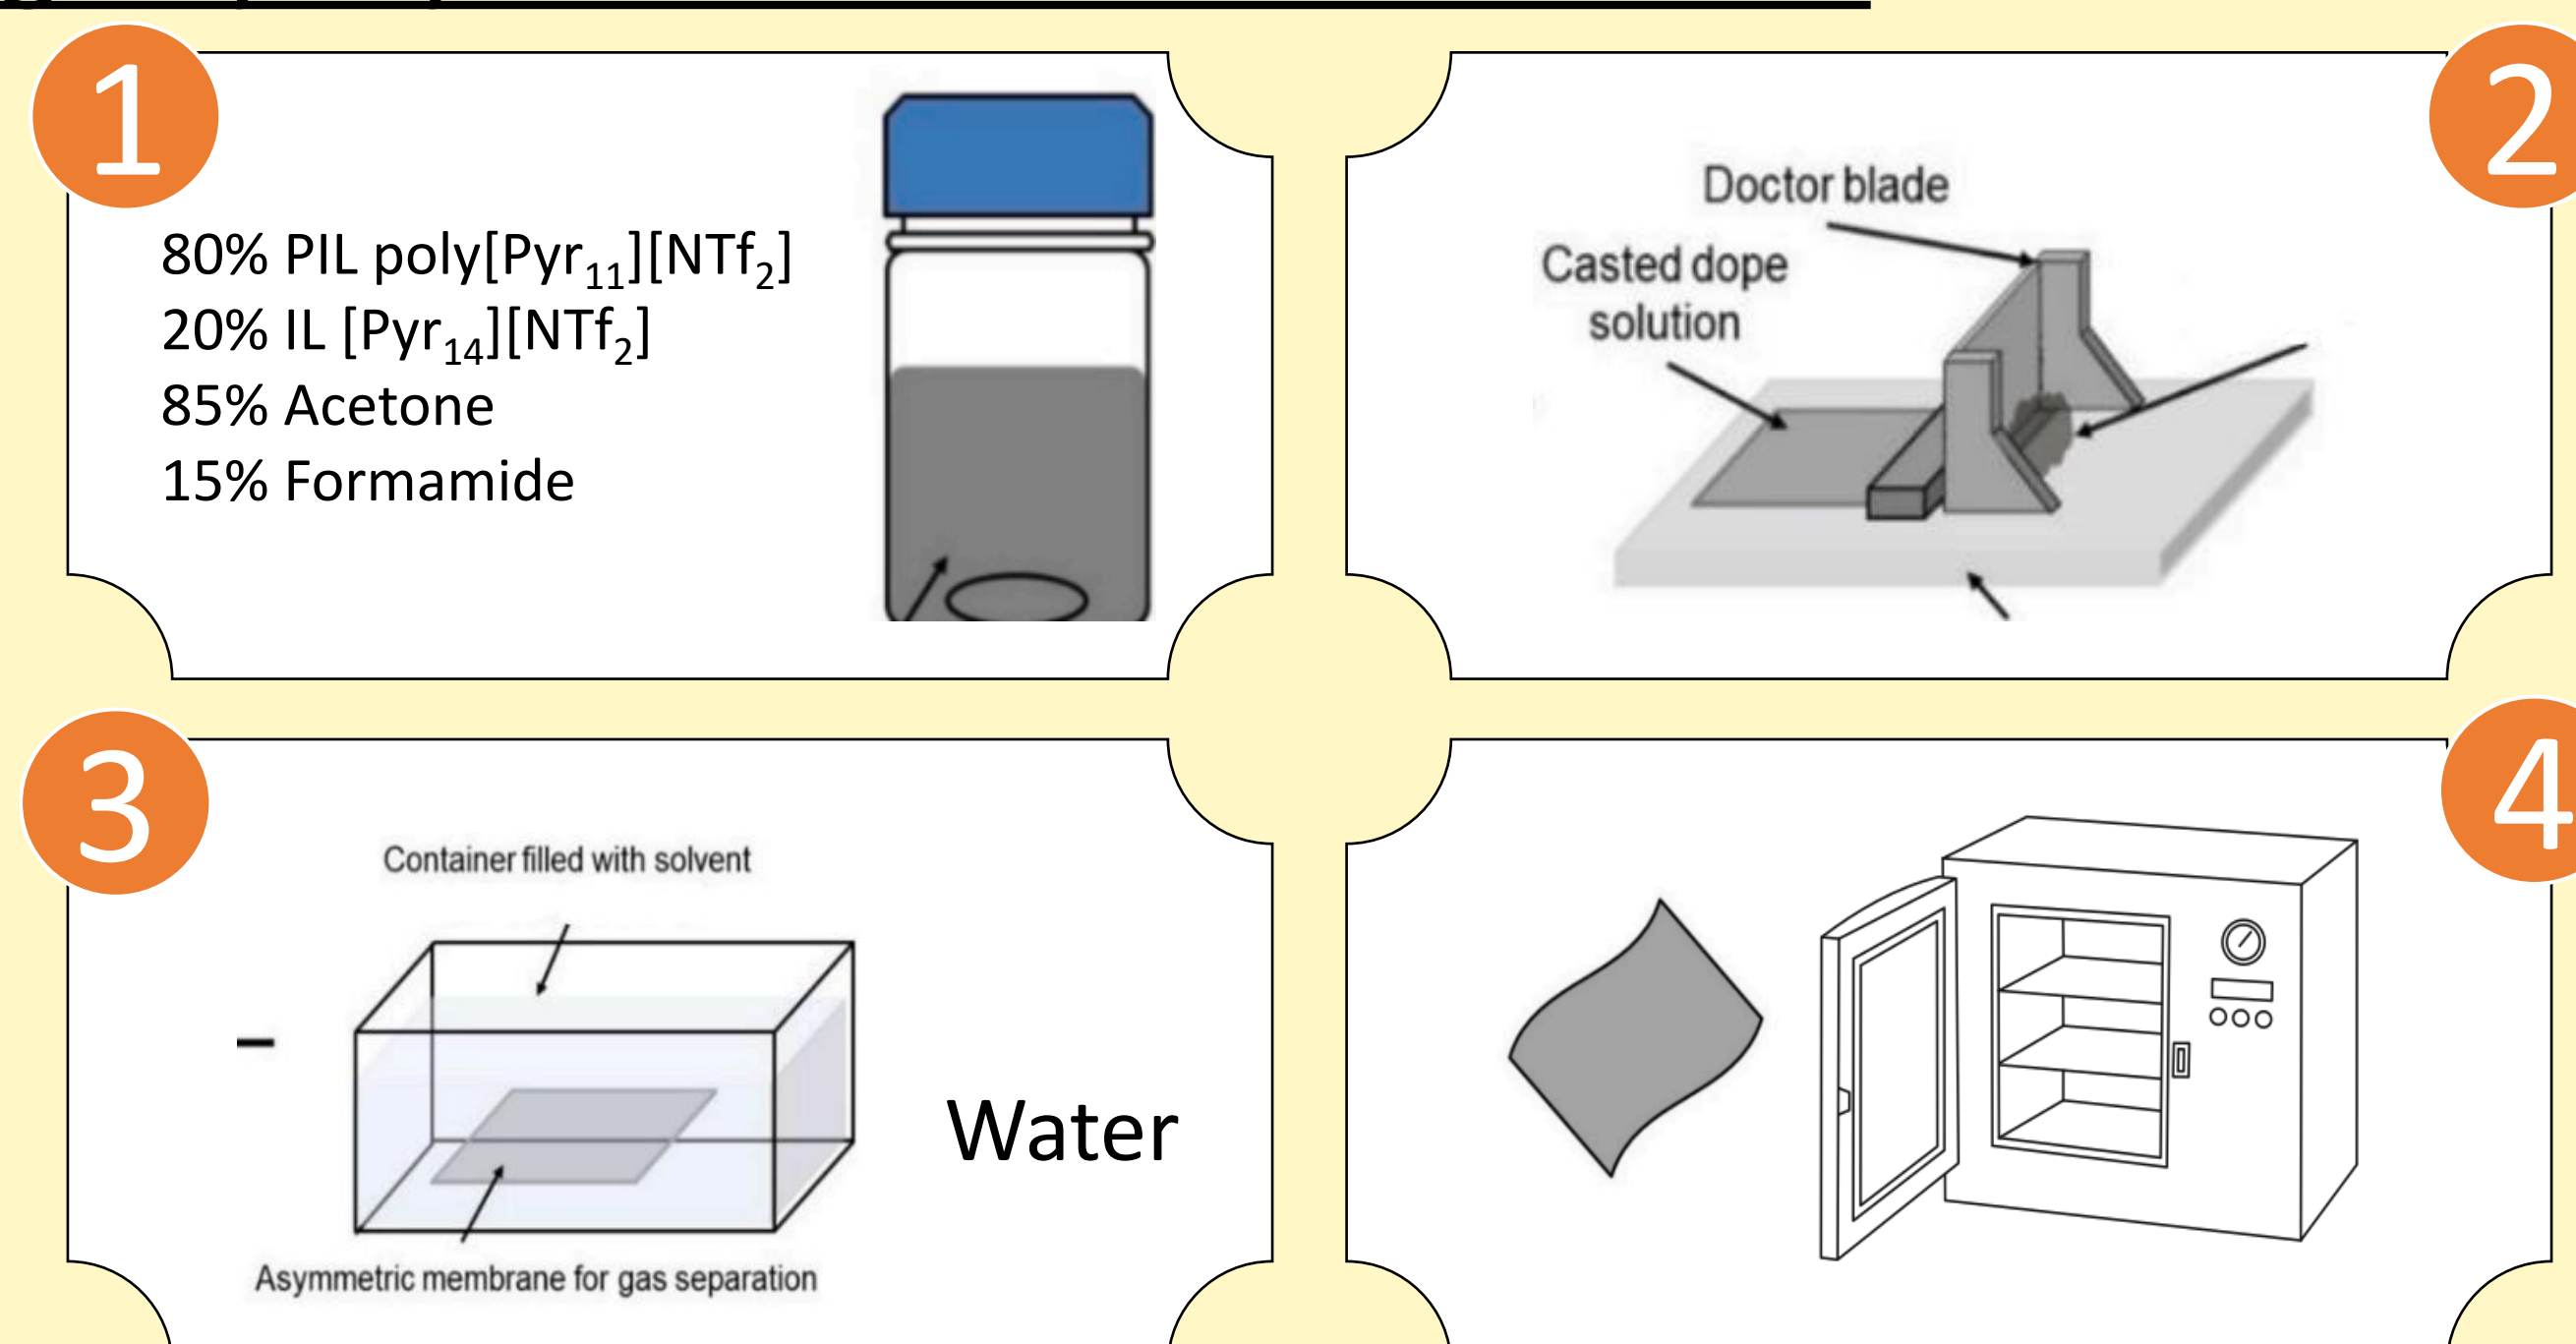 1
80% PIL poly[Pyr₁₁][NTf₂]
20% IL [Pyr₁₄][NTf₂]
85% Acetone
15% Formamide
2
Doctor blade
Casted dope
solution
3
Container filled with solvent
Water
Asymmetric membrane for gas separation
4